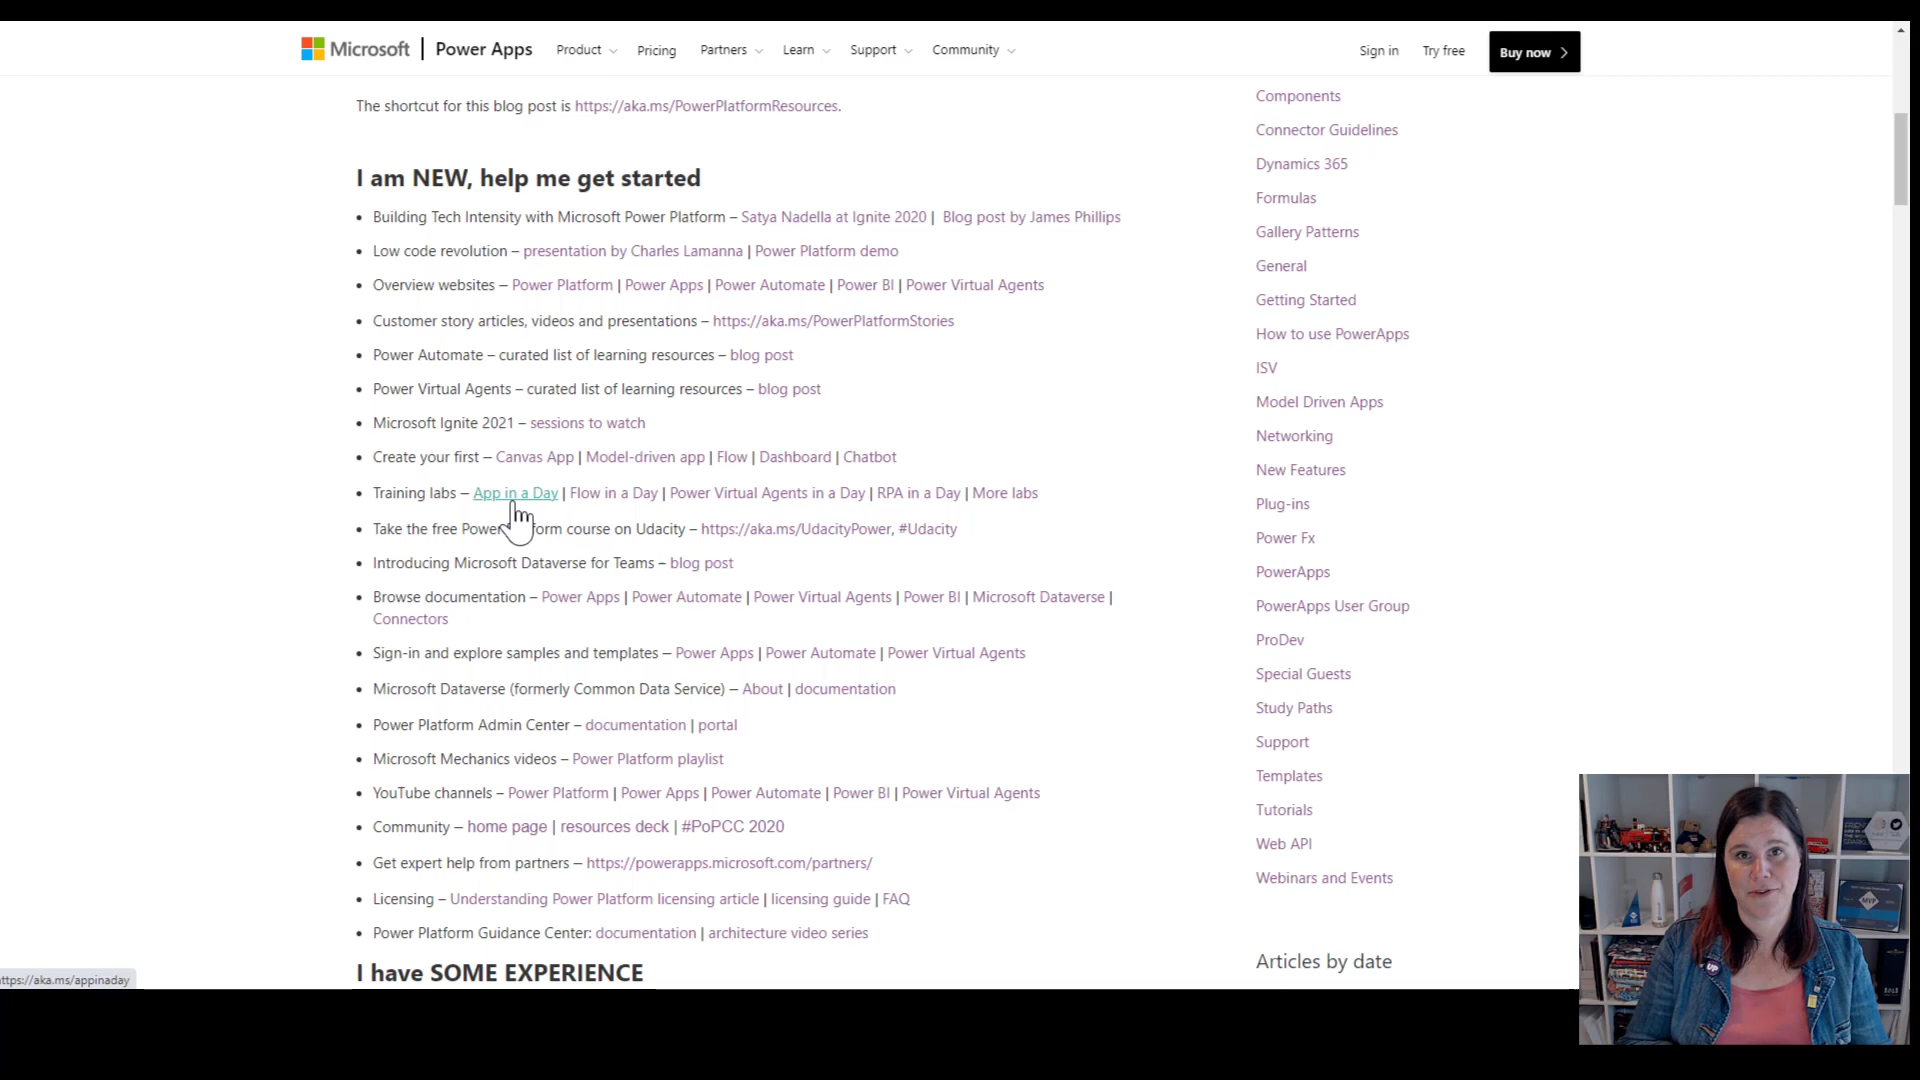 Microsoft | Power Apps Product Pricing Partners Learn Support Community Sign in Try free Buy now
The shortcut for this blog post is https://aka.ms/PowerPlatformResources.
I am NEW, help me get started
• Building Tech Intensity with Microsoft Power Platform – Satya Nadella at Ignite 2020 | Blog post by James Phillips
• Low code revolution – presentation by Charles Lamanna | Power Platform demo
• Overview websites – Power Platform | Power Apps | Power Automate | Power BI | Power Virtual Agents
• Customer story articles, videos and presentations – https://aka.ms/PowerPlatformStories
• Power Automate – curated list of learning resources – blog post
• Power Virtual Agents – curated list of learning resources – blog post
• Microsoft Ignite 2021 – sessions to watch
• Create your first – Canvas App | Model-driven app | Flow | Dashboard | Chatbot
• Training labs – App in a Day | Flow in a Day | Power Virtual Agents in a Day | RPA in a Day | More labs
• Take the free Power form course on Udacity – https://aka.ms/UdacityPower, #Udacity
• Introducing Microsoft Dataverse for Teams – blog post
• Browse documentation – Power Apps | Power Automate | Power Virtual Agents | Power BI | Microsoft Dataverse |
Connectors
• Sign-in and explore samples and templates – Power Apps | Power Automate | Power Virtual Agents
• Microsoft Dataverse (formerly Common Data Service) – About | documentation
• Power Platform Admin Center – documentation | portal
• Microsoft Mechanics videos – Power Platform playlist
• YouTube channels – Power Platform | Power Apps | Power Automate | Power BI | Power Virtual Agents
• Community – home page | resources deck | #PoPCC 2020
• Get expert help from partners – https://powerapps.microsoft.com/partners/
• Licensing – Understanding Power Platform licensing article | licensing guide | FAQ
• Power Platform Guidance Center: documentation | architecture video series
I have SOME EXPERIENCE
ttps://aka.ms/appinaday
Components
Connector Guidelines
Dynamics 365
Formulas
Gallery Patterns
General
Getting Started
How to use PowerApps
ISV
Model Driven Apps
Networking
New Features
Plug-ins
Power Fx
PowerApps
PowerApps User Group
ProDev
Special Guests
Study Paths
Support
Templates
Tutorials
Web API
Webinars and Events
Articles by date
MVP
UP